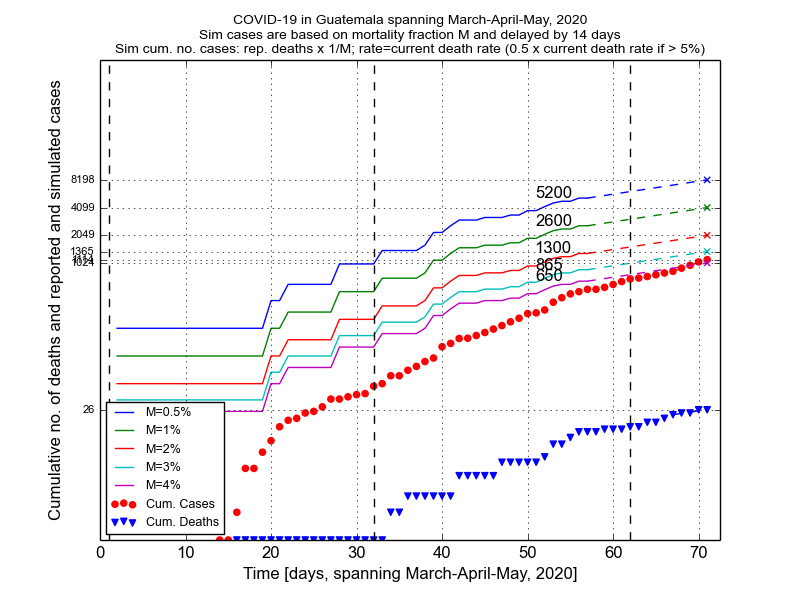 COVID-19 in Guatemala spanning March-April-May, 2020
Sim cases are based on mortality fraction M and delayed by 14 days
Sim cum. no. cases: rep. deaths x 1/M; rate=current death rate (0.5 x current death rate if > 5%)
Cumulative no. of deaths and reported and simulated cases
8198
4099
2049
1365
1024
26
5200
2600
1300
865
650
M=0.5%
M=1%
M=2%
M=3%
M=4%
Cum. Cases
Cum. Deaths
0 10 20 30 40 50 60 70
Time [days, spanning March-April-May, 2020]